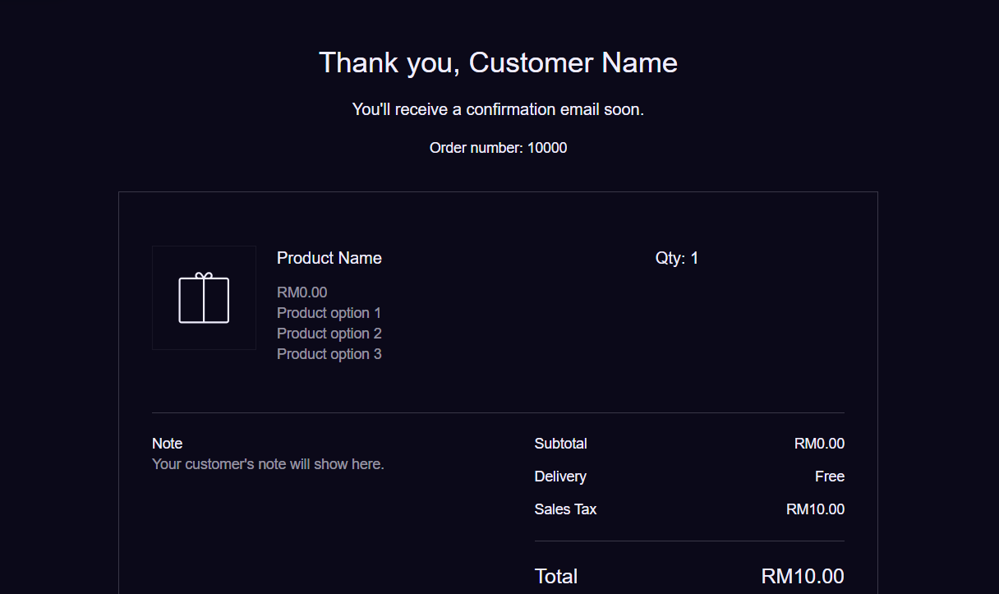 Thank you, Customer Name
You'll receive a confirmation email soon.
Order number: 10000
Product Name
Qty: 1
RM0.00
Product option 1
Product option 2
Product option 3
Note
Your customer's note will show here.
Subtotal RM0.00
Delivery Free
Sales Tax RM10.00
Total RM10.00